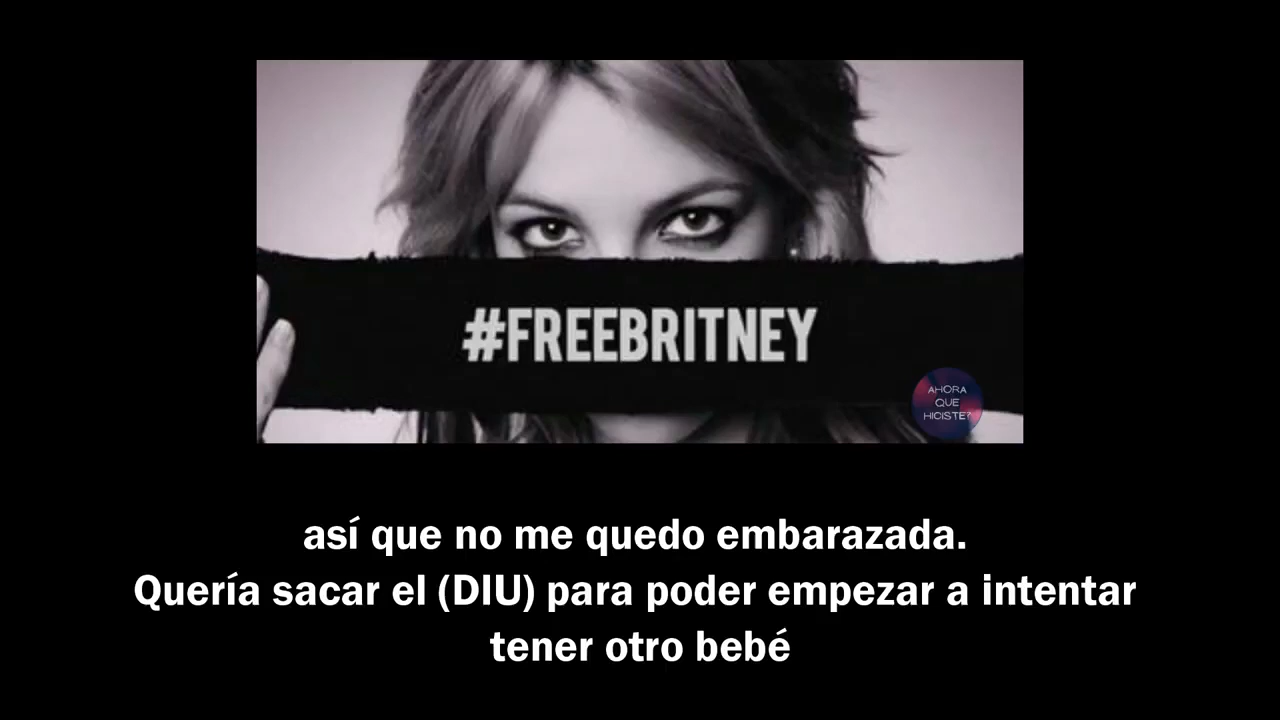 #FREEBRITNEY
AHORA
QUE
HICISTE?
así que no me quedo embarazada.
Quería sacar el (DIU) para poder empezar a intentar
tener otro bebé